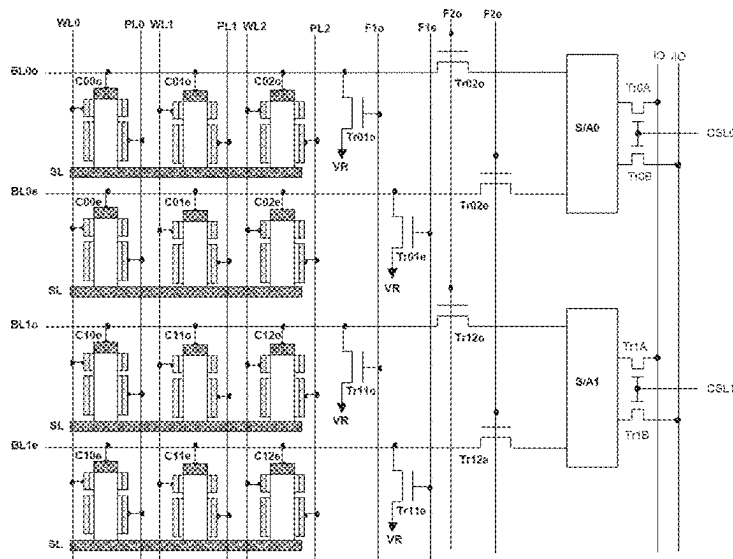 WL0 PL0 WL1 PL1 WL2 PL2 F1o F1e F2o F2e IO /IO
BL0o C00o C01o C02o Tr02o Tr0A
Tr01o S/A0 CSL0
SL VR Tr0B
BL0e C00e C01e C02e Tr02e
Tr01e
SL VR
BL1o C10o C11o C12o Tr12o Tr1A
Tr11o S/A1 CSL1
SL VR Tr1B
BL1e C10e C11e C12e Tr12e
Tr11e
SL VR